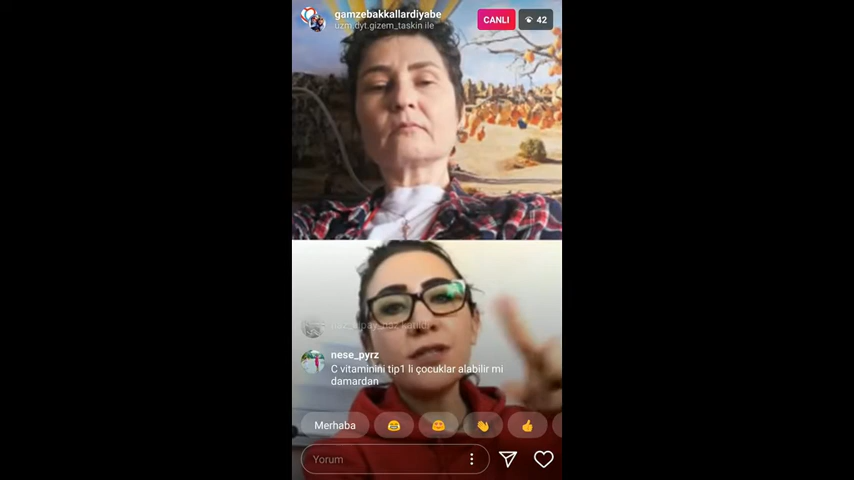 gamzebakkallardiyabe
uzm.dyt.gizem_taskin ile
CANLI
42
nese_pyrz
C vitaminini tip1 li çocuklar alabilir mi
damardan
Merhaba
Yorum